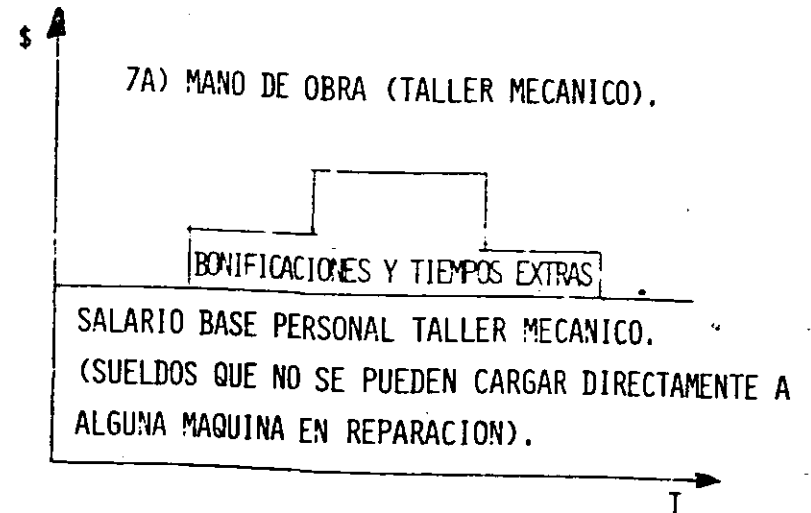 $
7A) MANO DE OBRA (TALLER MECANICO).
BONIFICACIONES Y TIEMPOS EXTRAS
SALARIO BASE PERSONAL TALLER MECANICO.
(SUELDOS QUE NO SE PUEDEN CARGAR DIRECTAMENTE A
ALGUNA MAQUINA EN REPARACION).
T